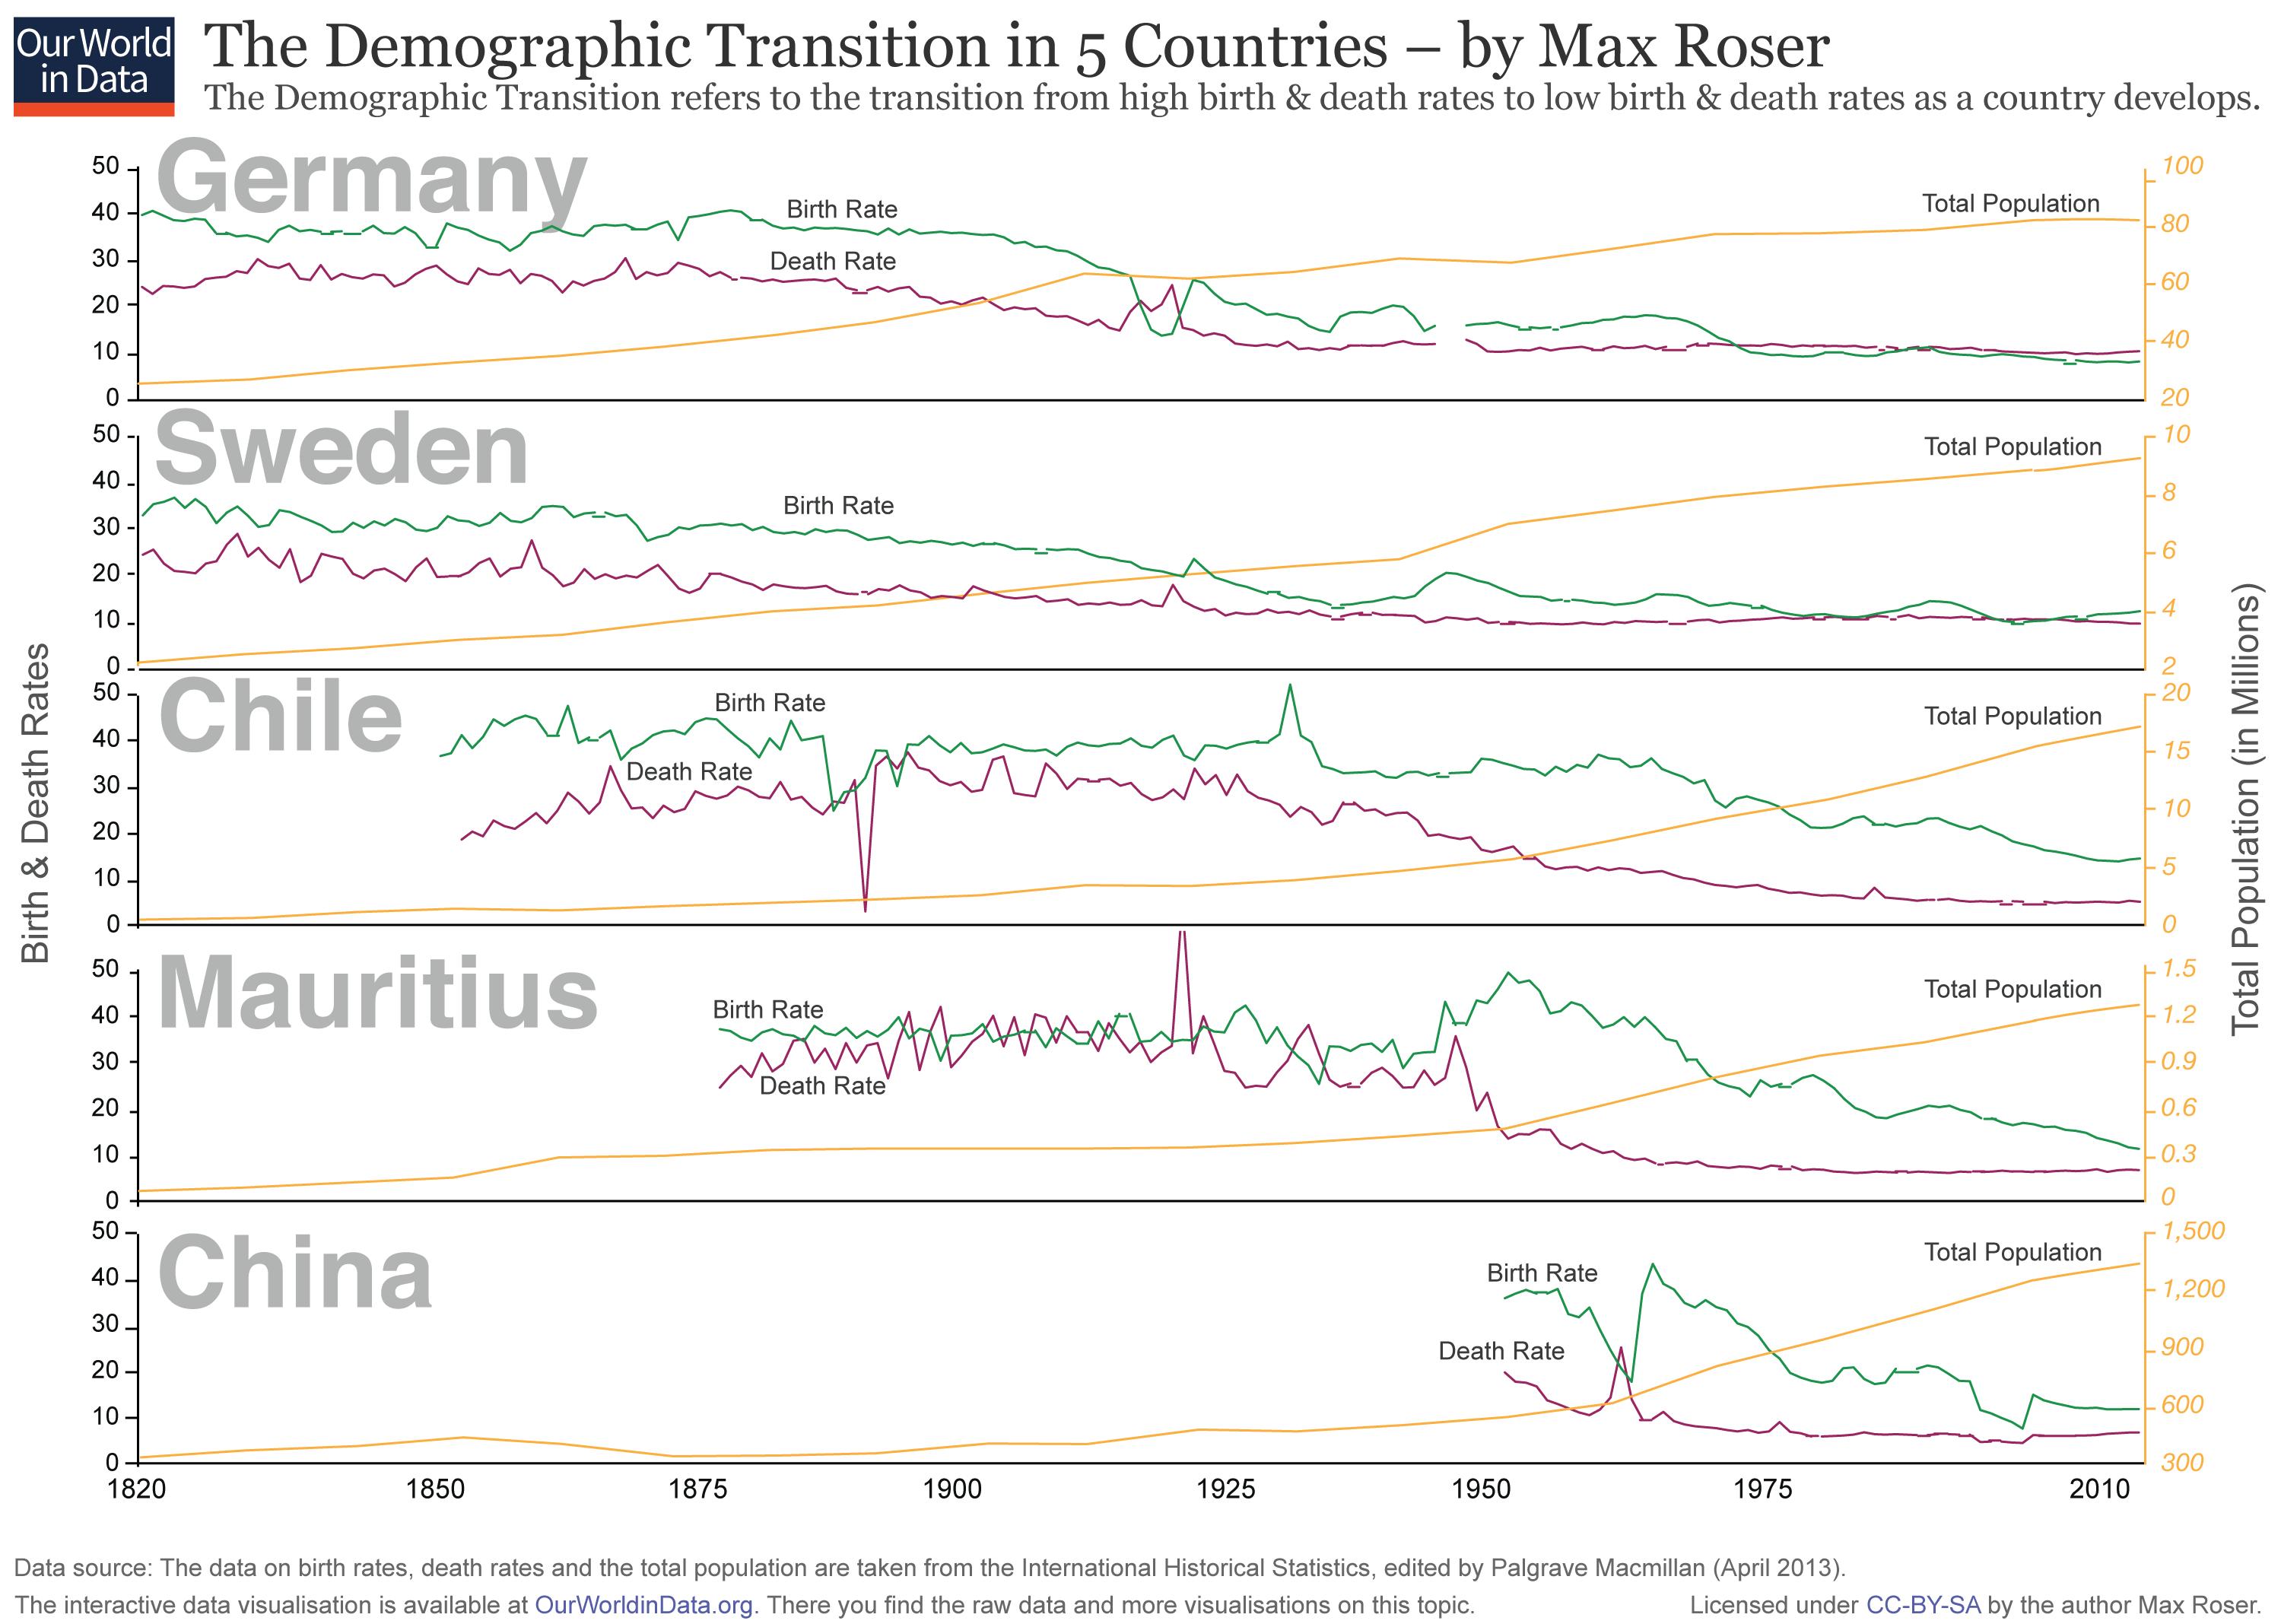 Our World
in Data
The Demographic Transition in 5 Countries – by Max Roser
The Demographic Transition refers to the transition from high birth & death rates to low birth & death rates as a country develops.
Germany
50
40
30
20
10
0
Birth Rate
Death Rate
Total Population
100
80
60
40
20
Sweden
50
40
30
20
10
0
Birth Rate
Total Population
10
8
6
4
2
Chile
50
40
30
20
10
0
Birth Rate
Death Rate
Total Population
20
15
10
5
0
Mauritius
50
40
30
20
10
0
Birth Rate
Death Rate
Total Population
1.5
1.2
0.9
0.6
0.3
0
China
50
40
30
20
10
0
Birth Rate
Death Rate
Total Population
1,500
1,200
900
600
300
Birth & Death Rates
Total Population (in Millions)
1820 1850 1875 1900 1925 1950 1975 2010
Data source: The data on birth rates, death rates and the total population are taken from the International Historical Statistics, edited by Palgrave Macmillan (April 2013).
The interactive data visualisation is available at OurWorldinData.org. There you find the raw data and more visualisations on this topic.
Licensed under CC-BY-SA by the author Max Roser.